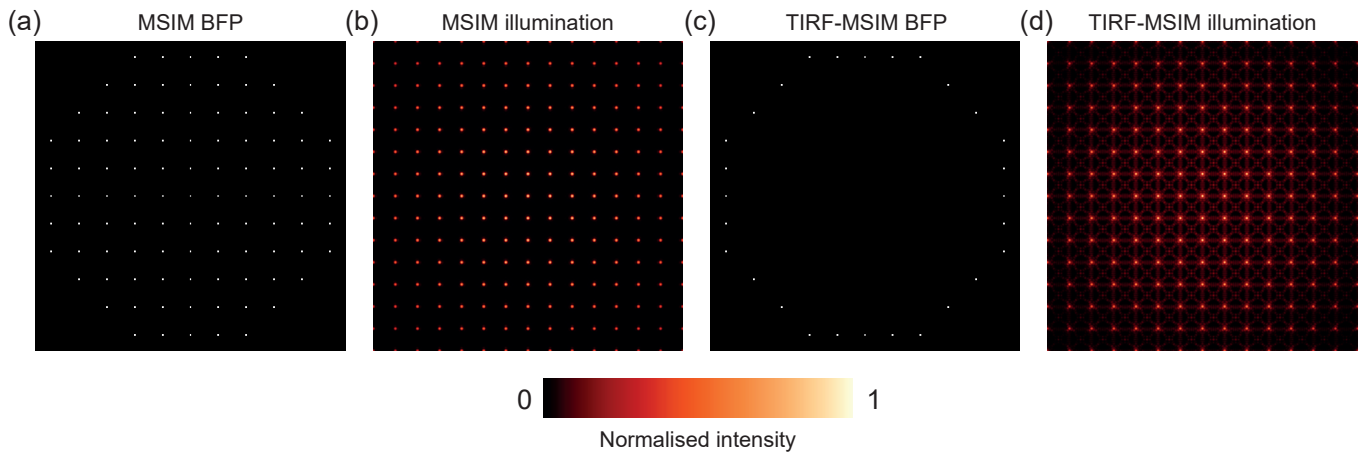 (a) MSIM BFP (b) MSIM illumination (c) TIRF-MSIM BFP (d) TIRF-MSIM illumination
0 1
Normalised intensity